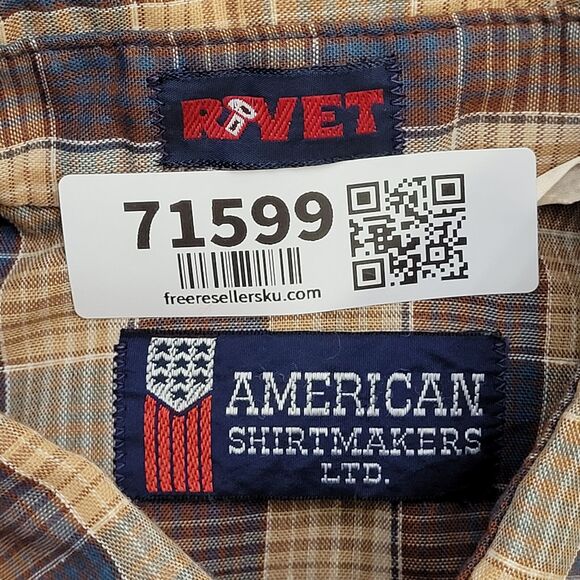 RIVET
71599
freeresellersku.com
AMERICAN
SHIRTMAKERS
LTD.